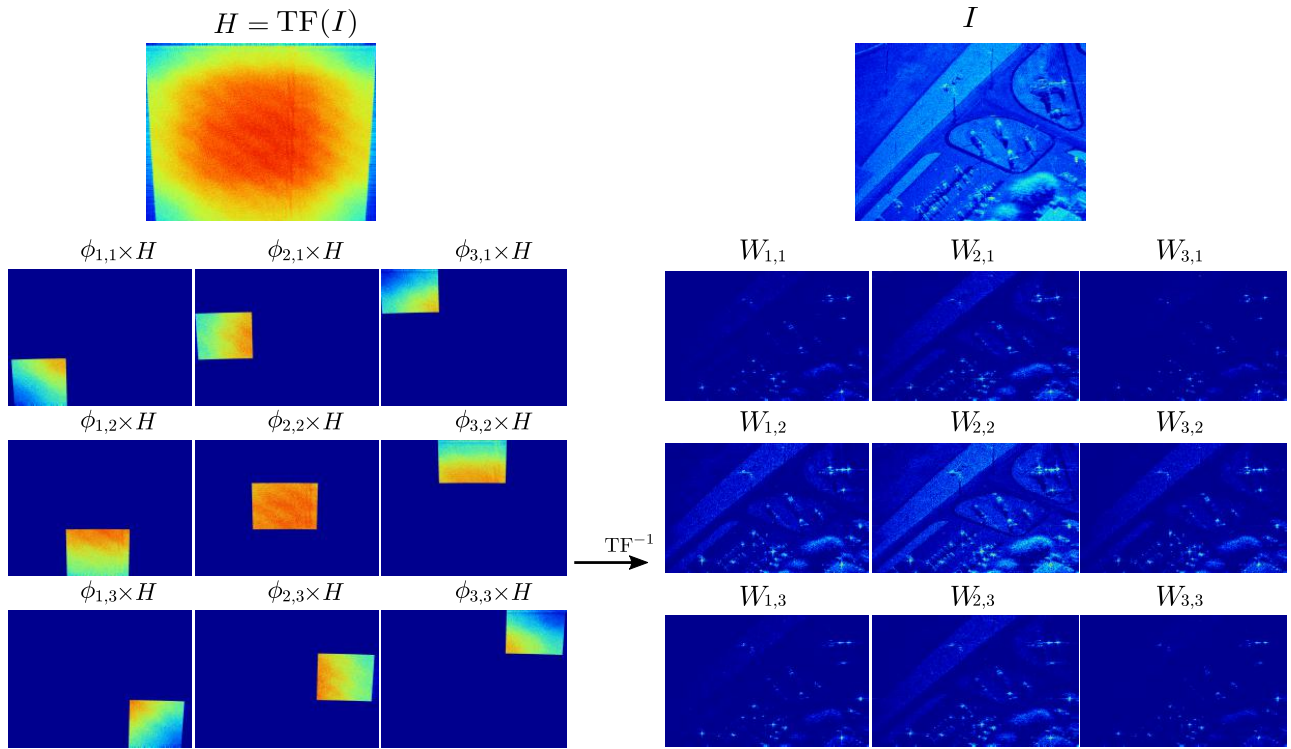 H = TF(I)
I
ϕ₁,₁×H ϕ₂,₁×H ϕ₃,₁×H
W₁,₁ W₂,₁ W₃,₁
ϕ₁,₂×H ϕ₂,₂×H ϕ₃,₂×H
W₁,₂ W₂,₂ W₃,₂
TF⁻¹
ϕ₁,₃×H ϕ₂,₃×H ϕ₃,₃×H
W₁,₃ W₂,₃ W₃,₃